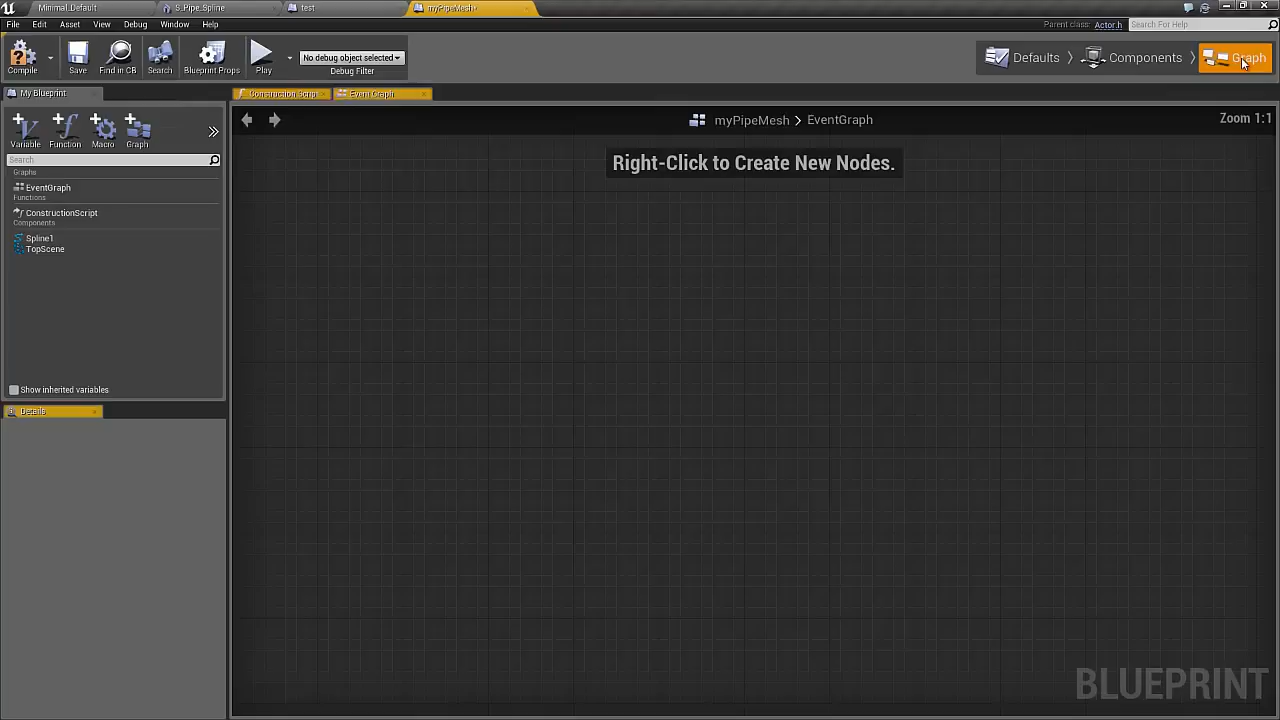 Minimal_Default
S_Pipe_Spline
test
myPipeMesh*
File Edit Asset View Debug Window Help
Parent class: Actor.h
Search For Help
Compile
Save
Find in CB
Search
Blueprint Props
Play
No debug object selected
Debug Filter
Defaults
Components
Graph
My Blueprint
Construction Script
Event Graph
Variable
Function
Macro
Graph
myPipeMesh > EventGraph
Zoom 1:1
Search
Right-Click to Create New Nodes.
Graphs
EventGraph
Functions
ConstructionScript
Components
Spline1
TopScene
Show inherited variables
Details
BLUEPRINT